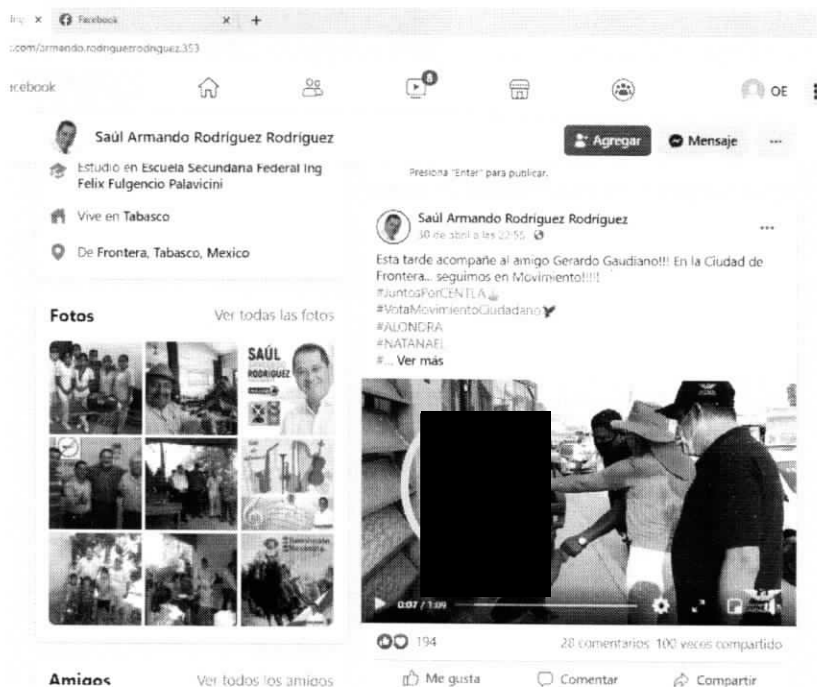 Facebook
.com/armando.rodriguezrodriguez.353
acebook
8
OE
Saúl Armando Rodríguez Rodríguez
Agregar
Mensaje
Estudió en Escuela Secundaria Federal Ing
Felix Fulgencio Palavicini
Vive en Tabasco
De Frontera, Tabasco, Mexico
Presiona "Enter" para publicar.
Saúl Armando Rodríguez Rodríguez
30 de abril a las 22:55
Esta tarde acompañe al amigo Gerardo Gaudiano!!! En la Ciudad de
Frontera... seguimos en Movimiento!!!!!
#JuntosPorCENTLA
#VotaMovimientoCiudadano
#ALONDRA
#NATANAEL
#... Ver más
Fotos
Ver todas las fotos
SAÚL
RODRÍGUEZ
0:07 / 1:09
194
28 comentarios 100 veces compartido
Me gusta
Comentar
Compartir
Amigos
Ver todos los amigos